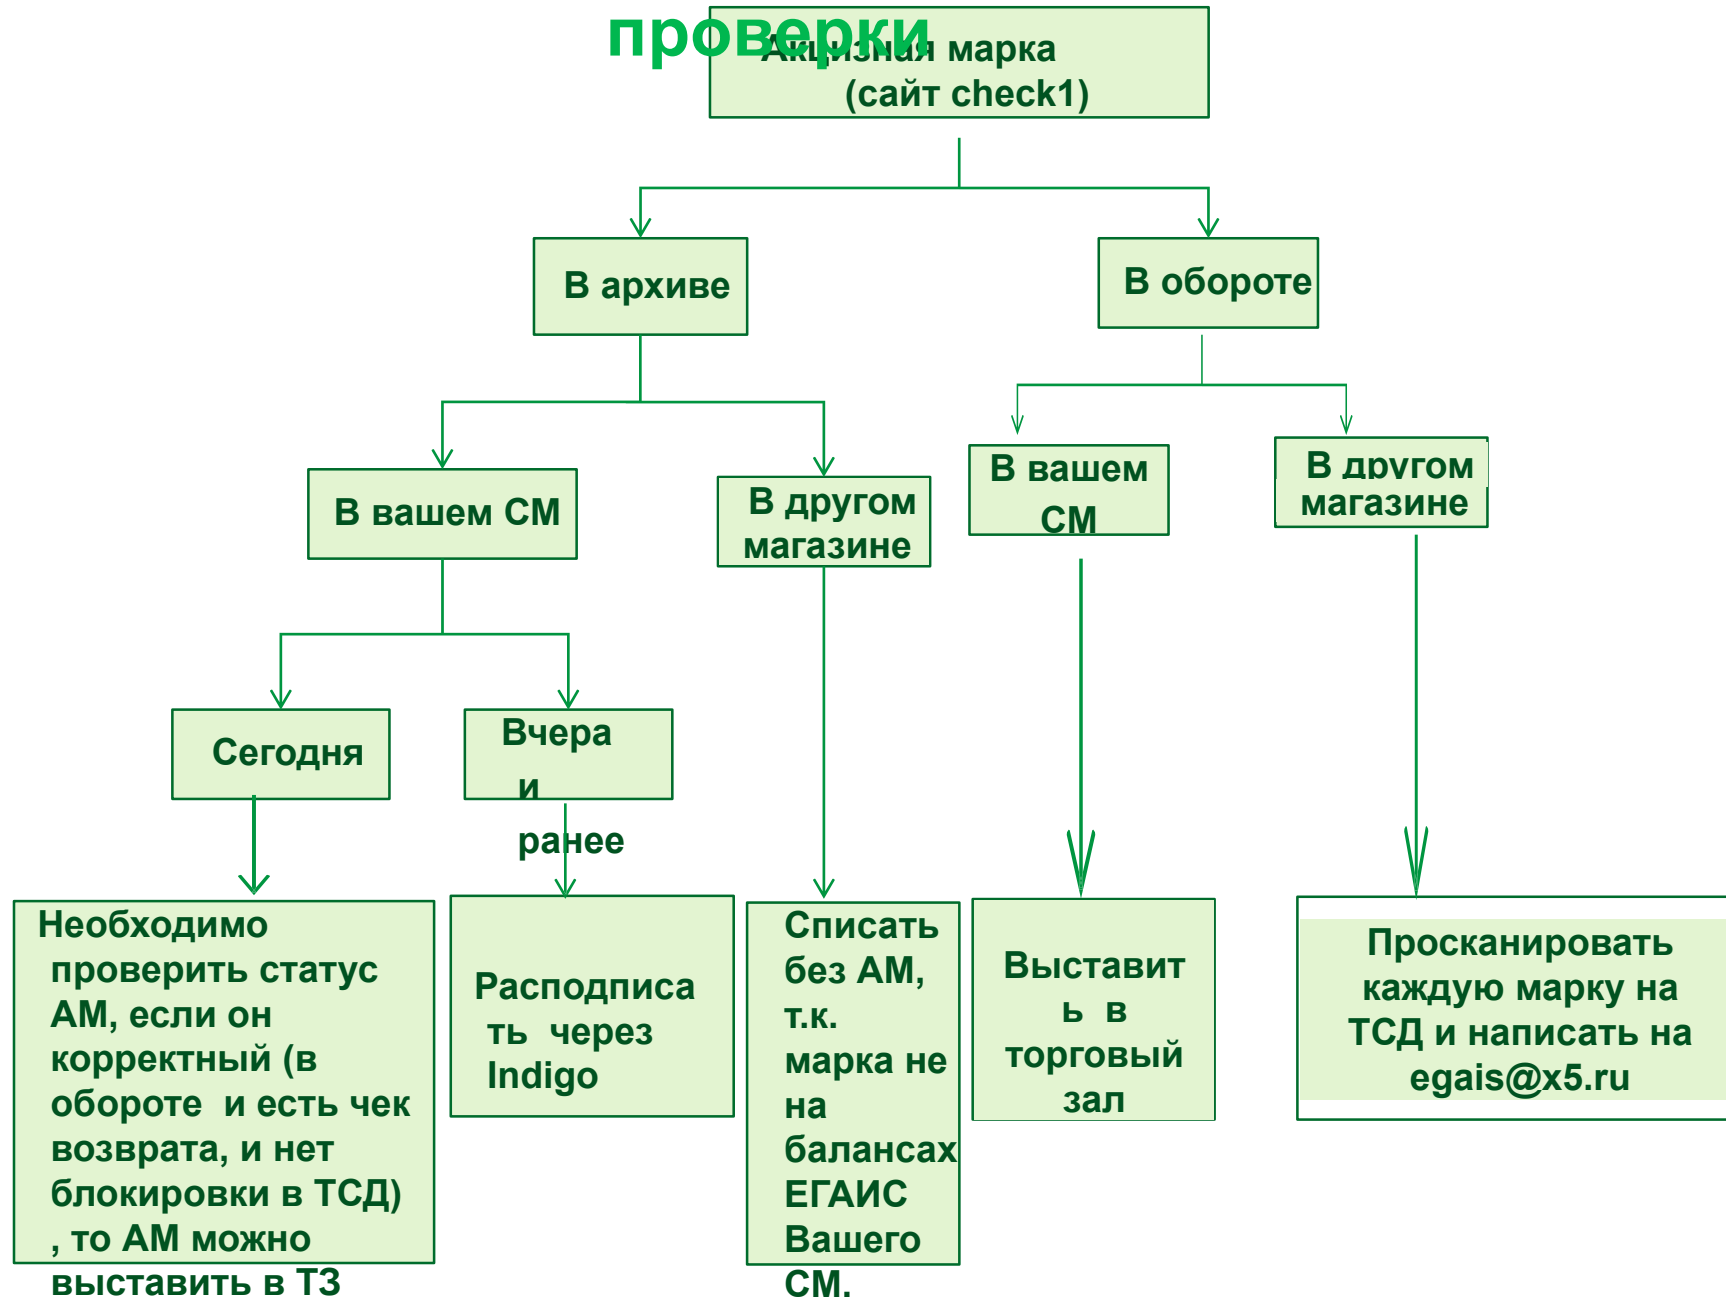 проверки
Акцизная марка
(сайт check1)
В архиве
В обороте
В вашем СМ
В другом
магазине
В вашем
СМ
В другом
магазине
Сегодня
Вчера
и
ранее
Необходимо
проверить статус
АМ, если он
корректный (в
обороте и есть чек
возврата, и нет
блокировки в ТСД)
, то АМ можно
выставить в ТЗ
Расподписа
ть через
Indigo
Списать
без АМ,
т.к.
марка не
на
балансах
ЕГАИС
Вашего
СМ.
Выставит
ь в
торговый
зал
Просканировать
каждую марку на
ТСД и написать на
egais@x5.ru